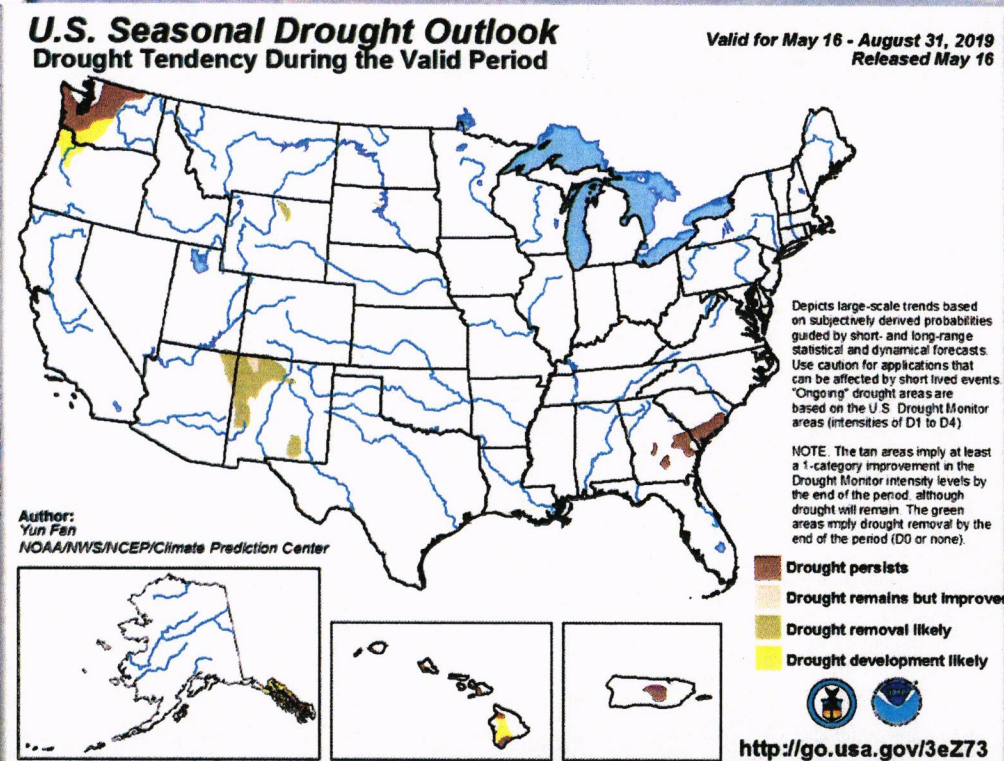 U.S. Seasonal Drought Outlook
Drought Tendency During the Valid Period
Valid for May 16 - August 31, 2019
Released May 16
Depicts large-scale trends based
on subjectively derived probabilities
guided by short- and long-range
statistical and dynamical forecasts.
Use caution for applications that
can be affected by short lived events.
"Ongoing" drought areas are
based on the U.S. Drought Monitor
areas (intensities of D1 to D4)
NOTE. The tan areas imply at least
a 1-category improvement in the
Drought Monitor intensity levels by
the end of the period, although
drought will remain. The green
areas imply drought removal by the
end of the period (D0 or none).
Author:
Yun Fan
NOAA/NWS/NCEP/Climate Prediction Center
Drought persists
Drought remains but improve
Drought removal likely
Drought development likely
http://go.usa.gov/3eZ73